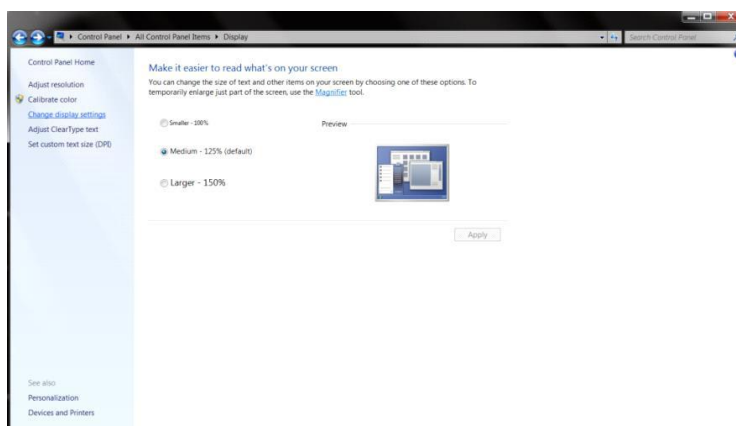 Control Panel ▸ All Control Panel Items ▸ Display
Search Control Panel
Control Panel Home
Adjust resolution
Calibrate color
Change display settings
Adjust ClearType text
Set custom text size (DPI)
Make it easier to read what's on your screen
You can change the size of text and other items on your screen by choosing one of these options. To
temporarily enlarge just part of the screen, use the Magnifier tool.
Smaller - 100%
Preview
Medium - 125% (default)
Larger - 150%
Apply
See also
Personalization
Devices and Printers